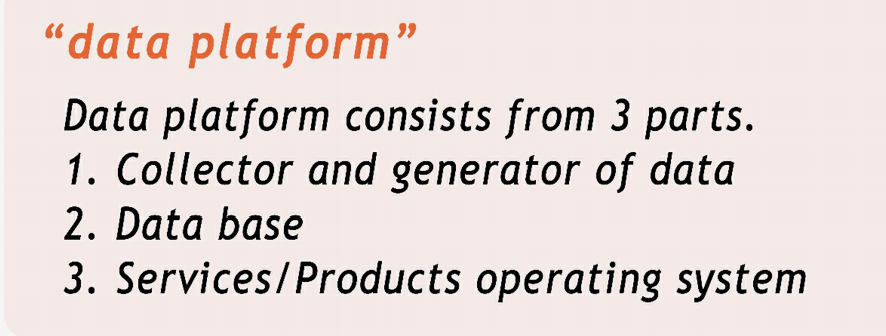 “data platform”
Data platform consists from 3 parts.
1. Collector and generator of data
2. Data base
3. Services/Products operating system